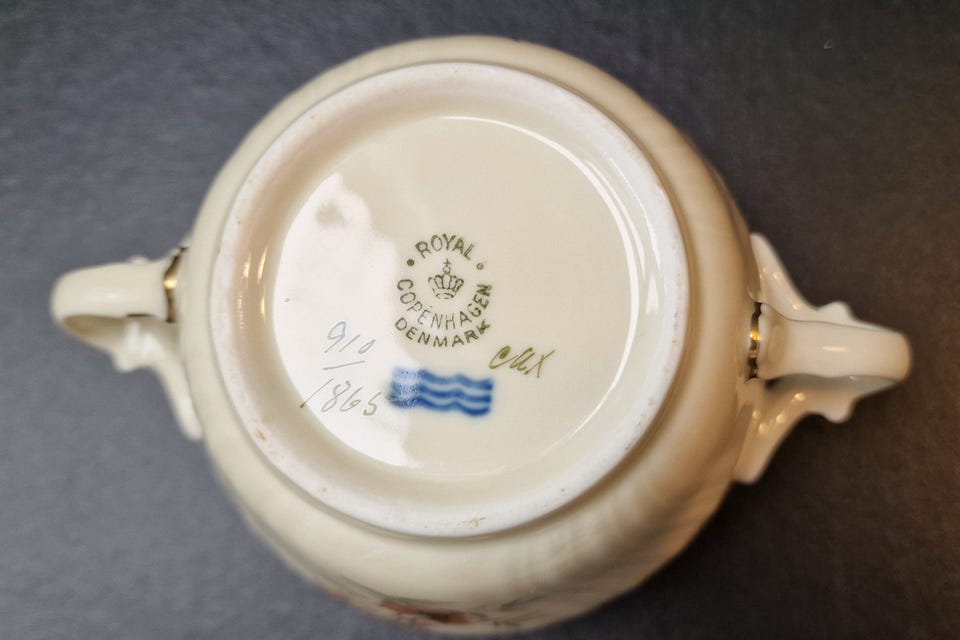 ROYAL
COPENHAGEN
DENMARK
910
1865